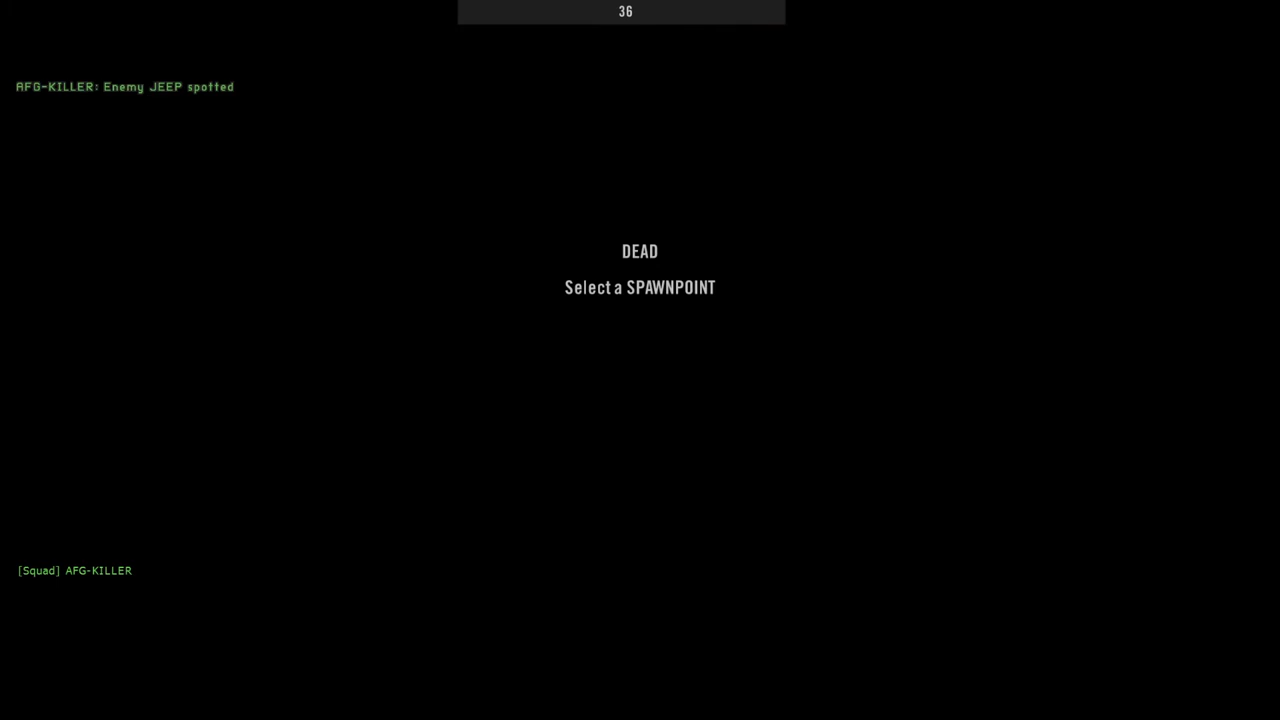 36
AFG-KILLER: Enemy JEEP spotted
DEAD
Select a SPAWNPOINT
[Squad] AFG-KILLER